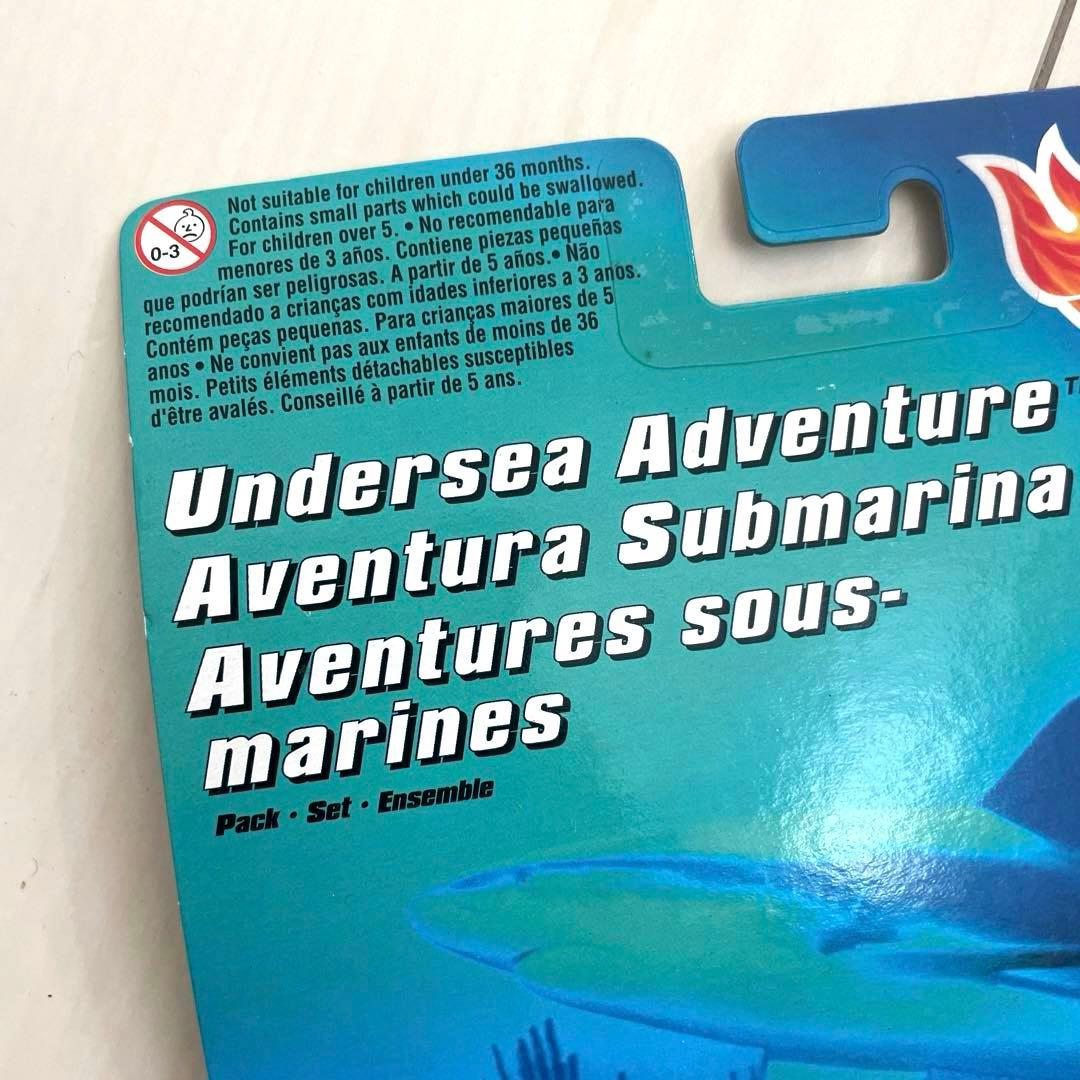 0-3
Not suitable for children under 36 months.
Contains small parts which could be swallowed.
For children over 5. • No recomendable para
menores de 3 años. Contiene piezas pequeñas
que podrían ser peligrosas. A partir de 5 años.• Não
recomendado a crianças com idades inferiores a 3 anos.
Contém peças pequenas. Para crianças maiores de 5
anos • Ne convient pas aux enfants de moins de 36
mois. Petits éléments détachables susceptibles
d'être avalés. Conseillé à partir de 5 ans.
Undersea Adventure
Aventura Submarina
Aventures sous-
marines
Pack • Set • Ensemble